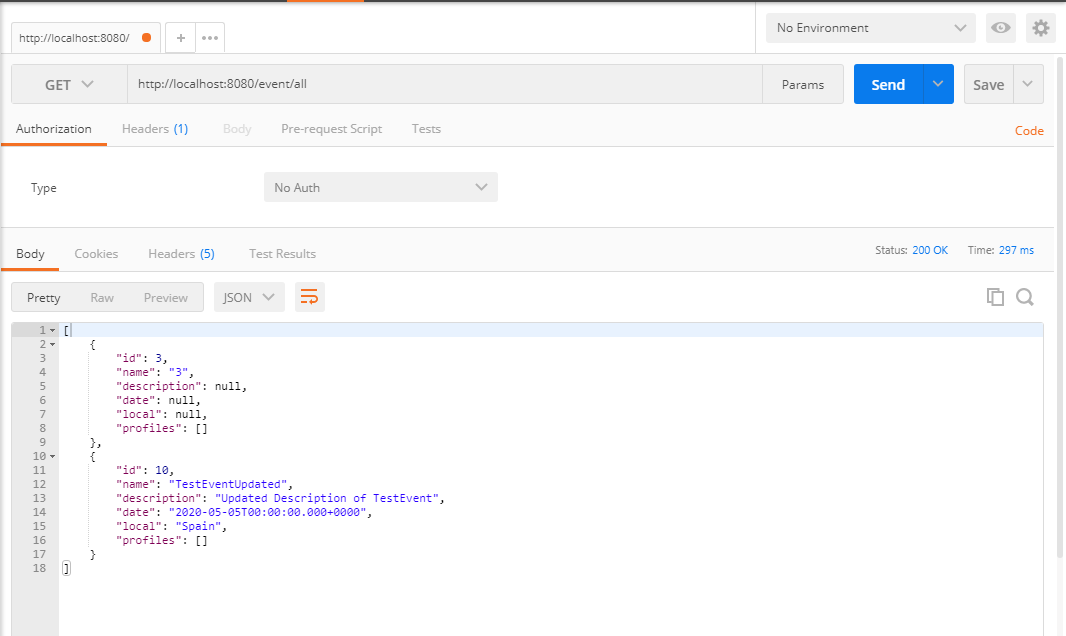 http://localhost:8080/ + ••• No Environment
GET http://localhost:8080/event/all Params Send Save
Authorization Headers (1) Body Pre-request Script Tests Code
Type No Auth
Body Cookies Headers (5) Test Results Status: 200 OK Time: 297 ms
Pretty Raw Preview JSON
1 [
2 {
3 "id": 3,
4 "name": "3",
5 "description": null,
6 "date": null,
7 "local": null,
8 "profiles": []
9 },
10 {
11 "id": 10,
12 "name": "TestEventUpdated",
13 "description": "Updated Description of TestEvent",
14 "date": "2020-05-05T00:00:00.000+0000",
15 "local": "Spain",
16 "profiles": []
17 }
18 ]